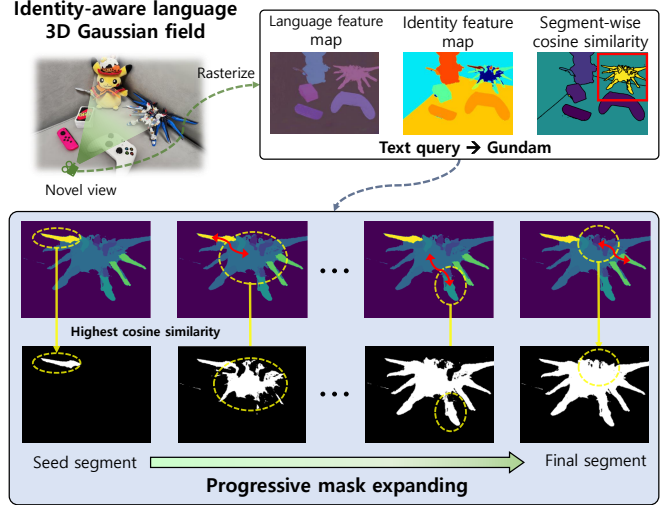 Identity-aware language
3D Gaussian field
Rasterize
Novel view
Language feature
map
Identity feature
map
Segment-wise
cosine similarity
Text query → Gundam
Highest cosine similarity
Seed segment
Final segment
Progressive mask expanding